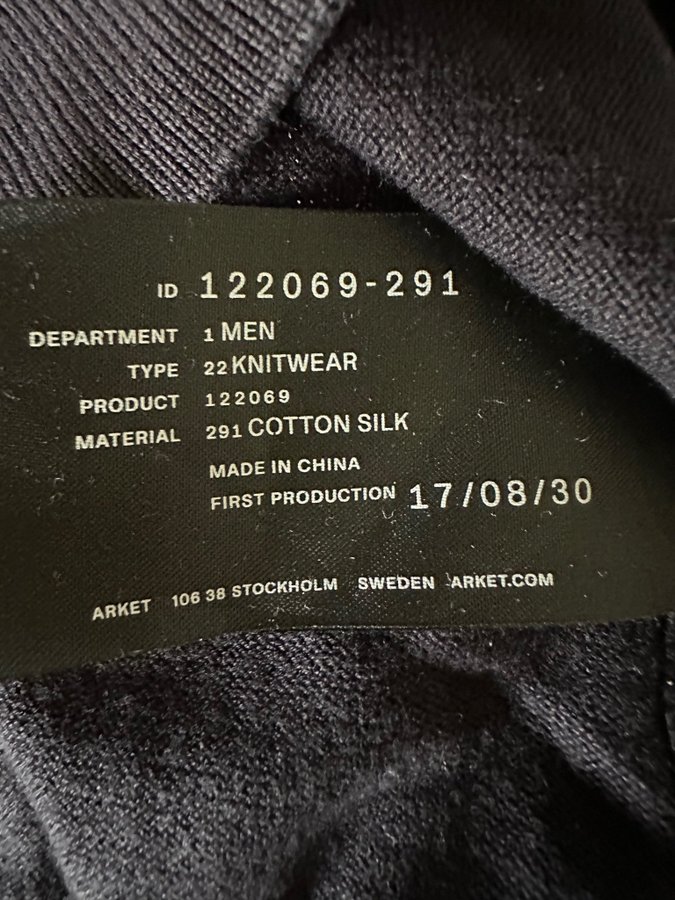 ID 122069-291
DEPARTMENT 1 MEN
TYPE 22 KNITWEAR
PRODUCT 122069
MATERIAL 291 COTTON SILK
MADE IN CHINA
FIRST PRODUCTION 17/08/30
ARKET 106 38 STOCKHOLM SWEDEN ARKET.COM